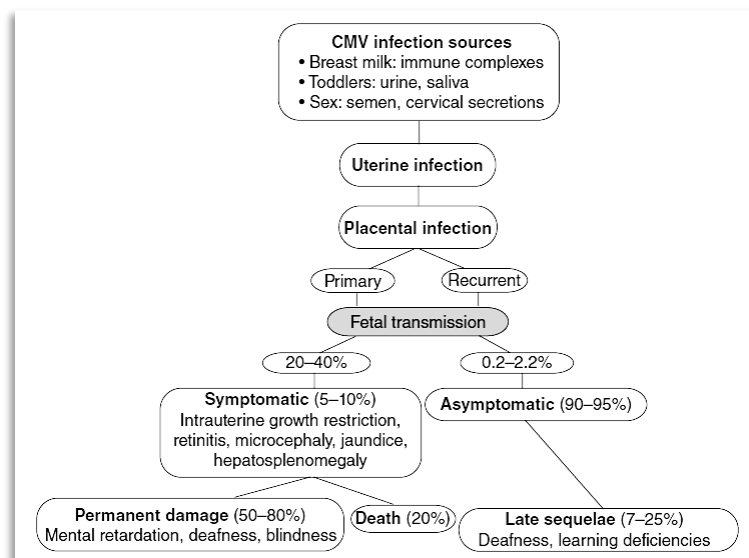 CMV infection sources
• Breast milk: immune complexes
• Toddlers: urine, saliva
• Sex: semen, cervical secretions
Uterine infection
Placental infection
Primary
Recurrent
Fetal transmission
20–40%
0.2–2.2%
Symptomatic (5–10%)
Intrauterine growth restriction,
retinitis, microcephaly, jaundice,
hepatosplenomegaly
Asymptomatic (90–95%)
Permanent damage (50–80%)
Mental retardation, deafness, blindness
Death (20%)
Late sequelae (7–25%)
Deafness, learning deficiencies